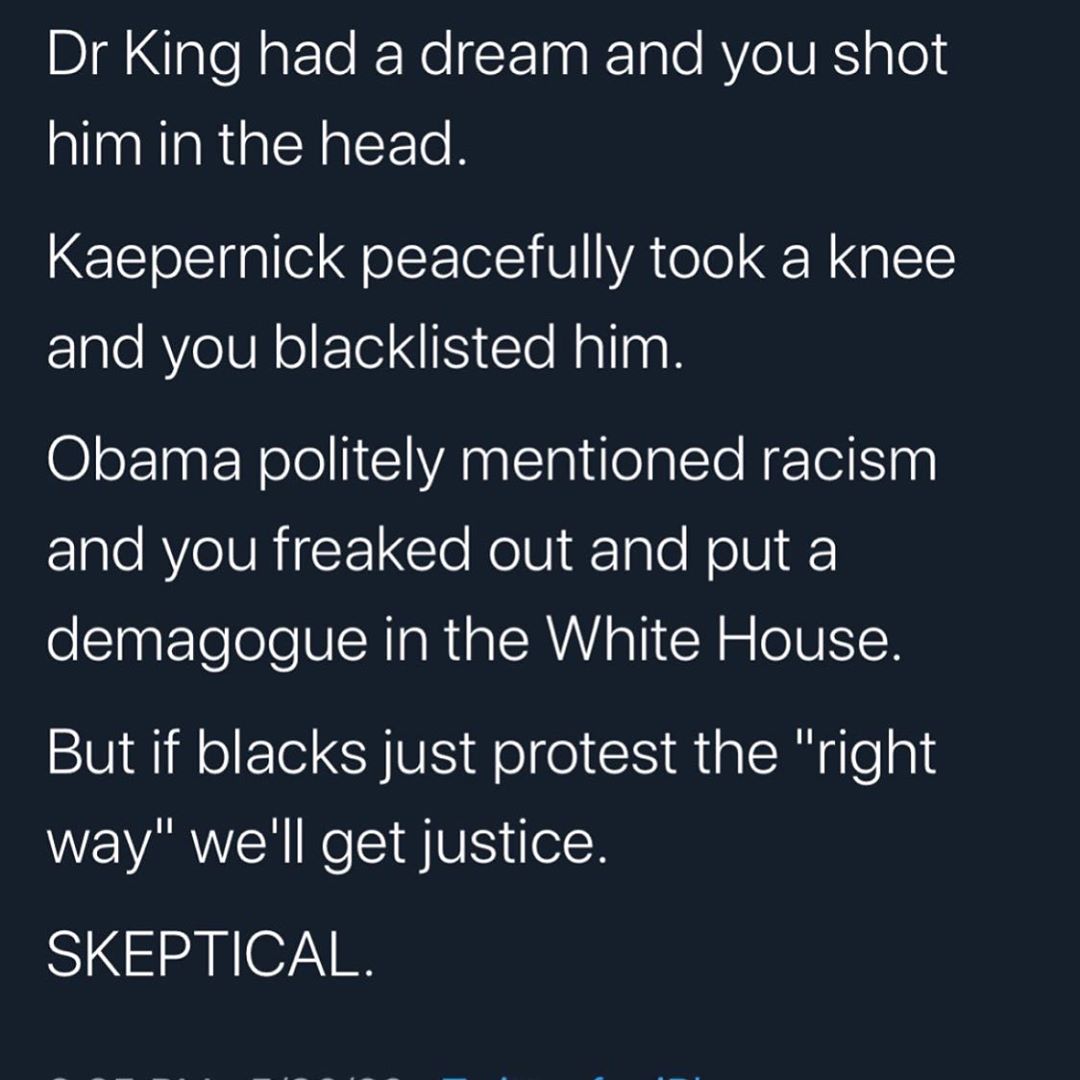 Dr King had a dream and you shot
him in the head.
Kaepernick peacefully took a knee
and you blacklisted him.
Obama politely mentioned racism
and you freaked out and put a
demagogue in the White House.
But if blacks just protest the "right
way" we'll get justice.
SKEPTICAL.